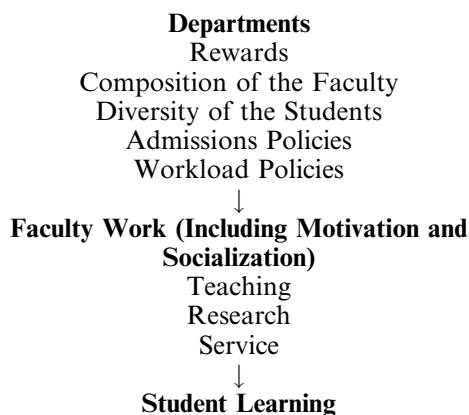 Departments
Rewards
Composition of the Faculty
Diversity of the Students
Admissions Policies
Workload Policies
↓
Faculty Work (Including Motivation and
Socialization)
Teaching
Research
Service
↓
Student Learning